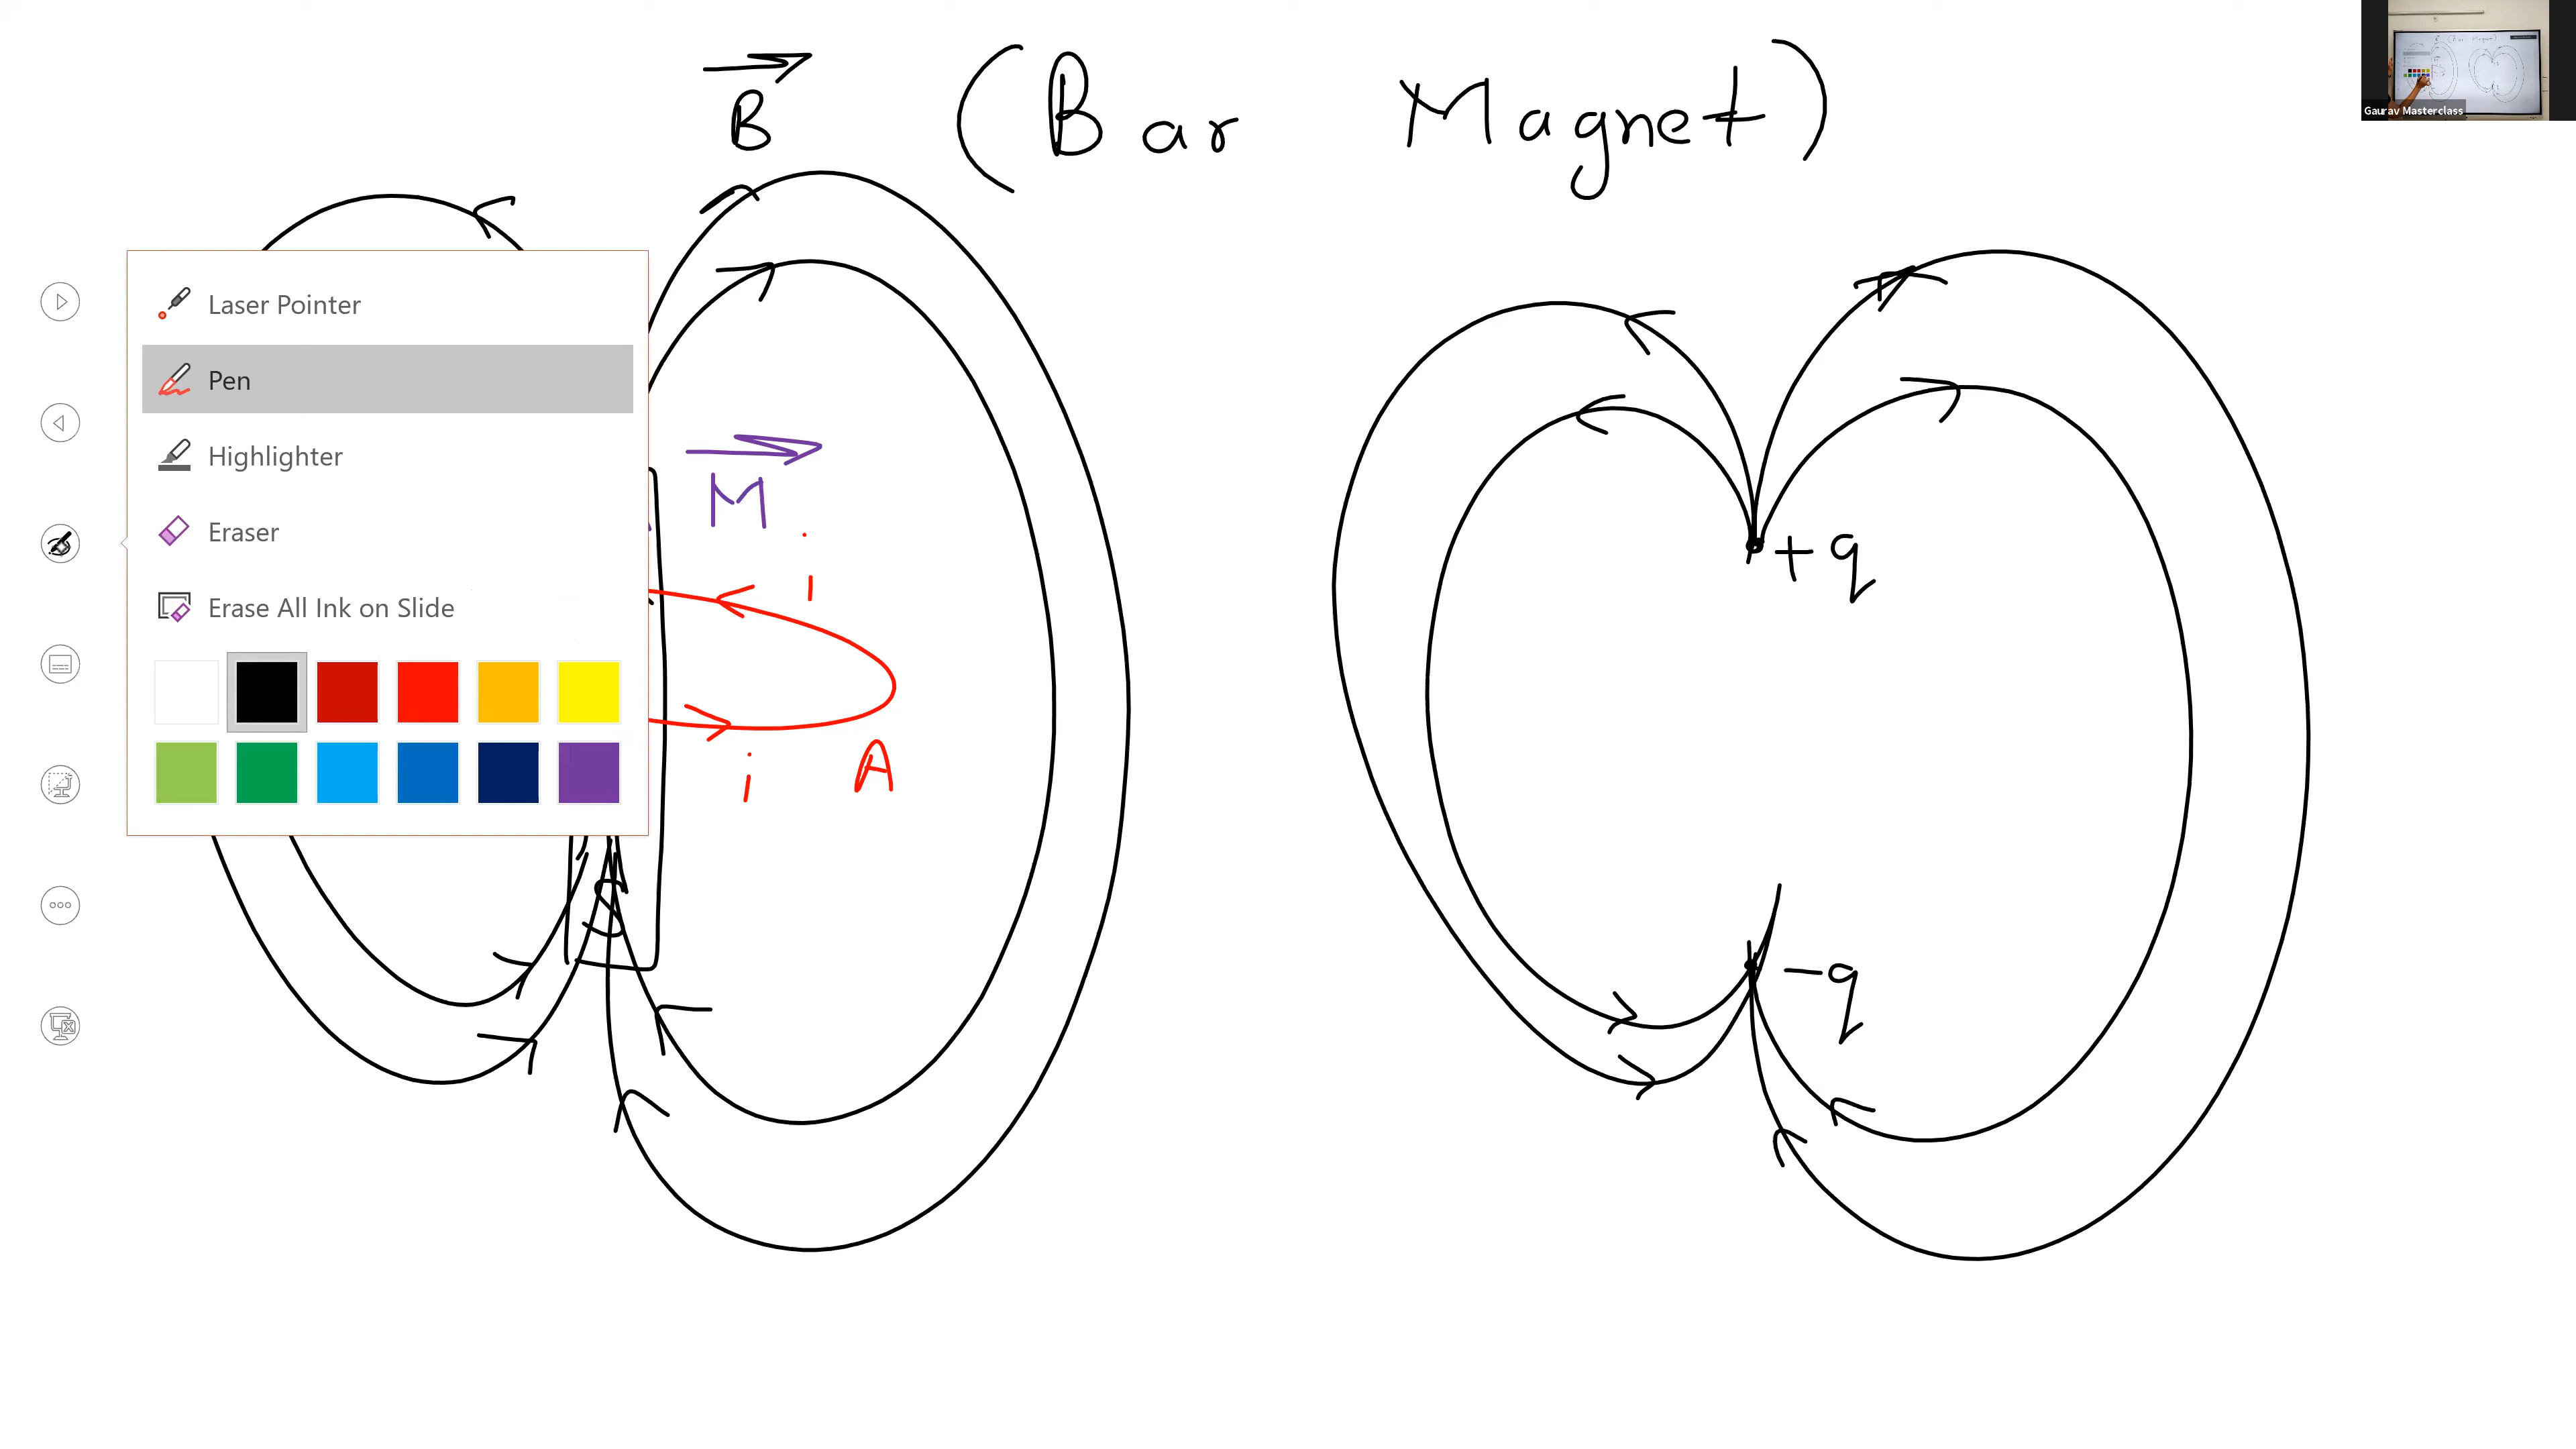 B (Bar Magnet)
Gaurav Masterclass
Laser Pointer
Pen
Highlighter
Eraser
Erase All Ink on Slide
M
i
i
A
S
+q
-q